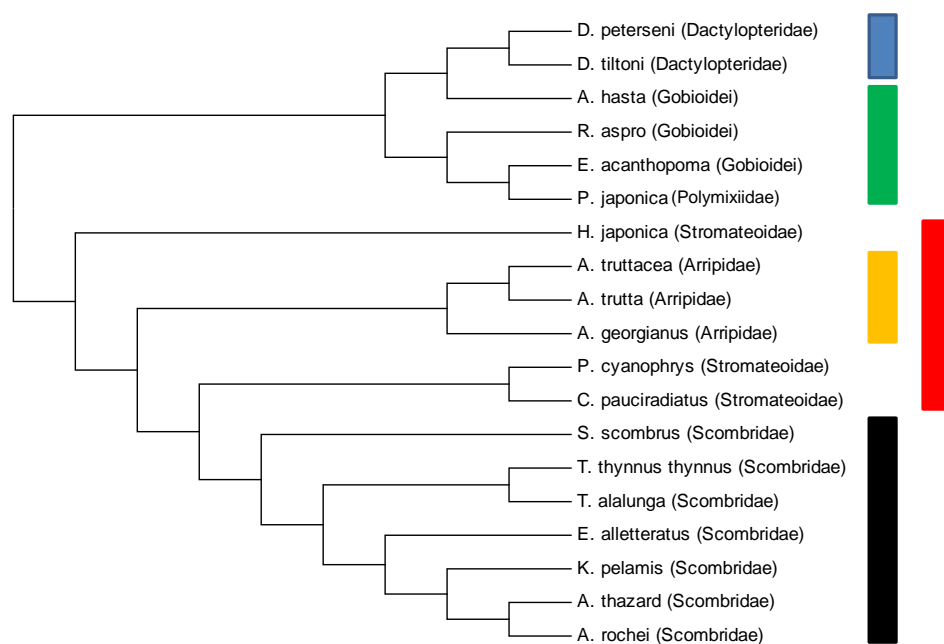 D. peterseni (Dactylopteridae)
D. tiltoni (Dactylopteridae)
A. hasta (Gobioidei)
R. aspro (Gobioidei)
E. acanthopoma (Gobioidei)
P. japonica (Polymixiidae)
H. japonica (Stromateoidae)
A. truttacea (Arripidae)
A. trutta (Arripidae)
A. georgianus (Arripidae)
P. cyanophrys (Stromateoidae)
C. pauciradiatus (Stromateoidae)
S. scombrus (Scombridae)
T. thynnus thynnus (Scombridae)
T. alalunga (Scombridae)
E. alletteratus (Scombridae)
K. pelamis (Scombridae)
A. thazard (Scombridae)
A. rochei (Scombridae)